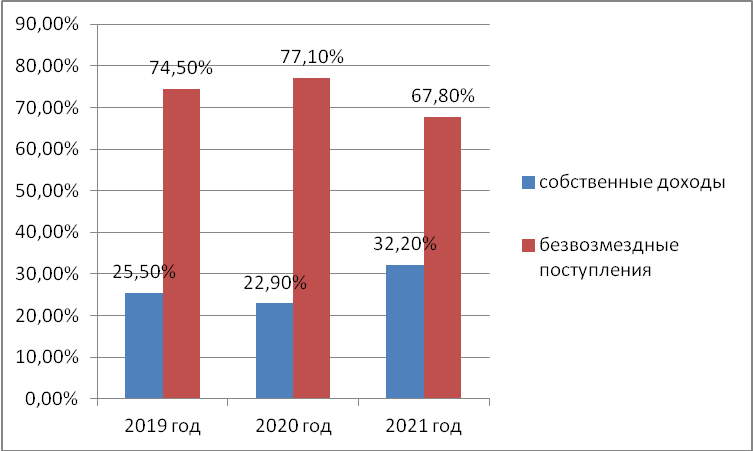 90,00%
80,00%
70,00%
60,00%
50,00%
40,00%
30,00%
20,00%
10,00%
0,00%
74,50%
77,10%
67,80%
25,50%
22,90%
32,20%
2019 год
2020 год
2021 год
собственные доходы
безвозмездные
поступления